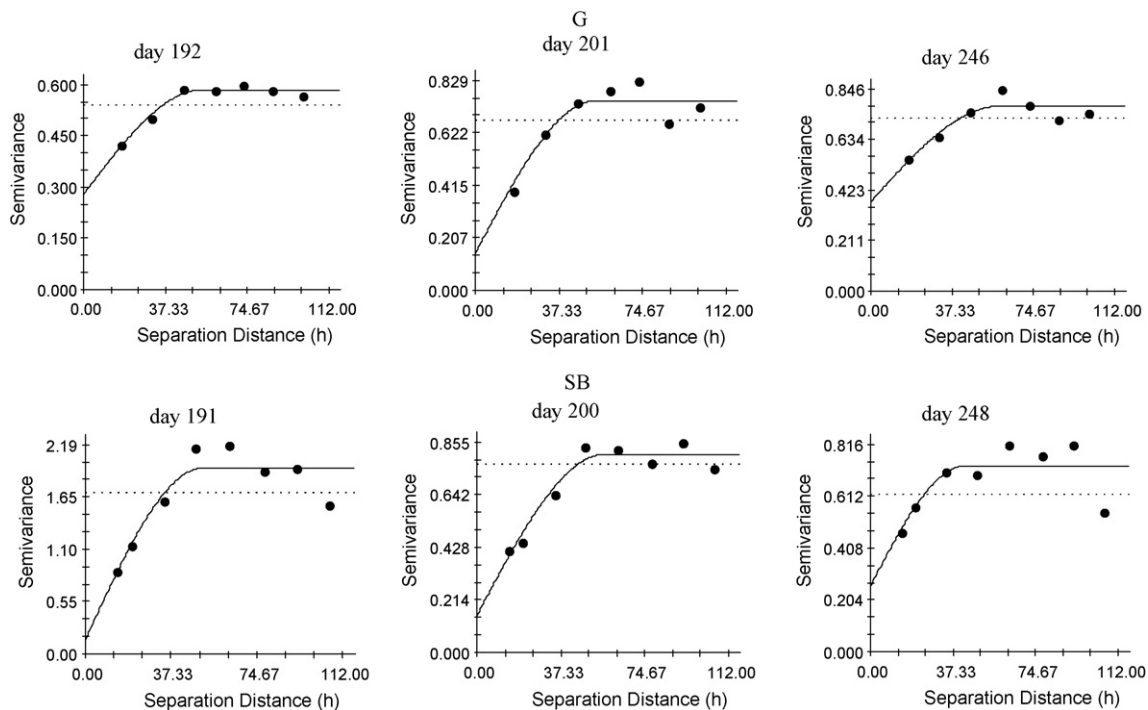 G
day 192
day 201
day 246
Semivariance
0.600
0.450
0.300
0.150
0.000
0.00 37.33 74.67 112.00
Separation Distance (h)
Semivariance
0.829
0.622
0.415
0.207
0.000
0.00 37.33 74.67 112.00
Separation Distance (h)
Semivariance
0.846
0.634
0.423
0.211
0.000
0.00 37.33 74.67 112.00
Separation Distance (h)
SB
day 191
day 200
day 248
Semivariance
2.19
1.65
1.10
0.55
0.00
0.00 37.33 74.67 112.00
Separation Distance (h)
Semivariance
0.855
0.642
0.428
0.214
0.000
0.00 37.33 74.67 112.00
Separation Distance (h)
Semivariance
0.816
0.612
0.408
0.204
0.000
0.00 37.33 74.67 112.00
Separation Distance (h)